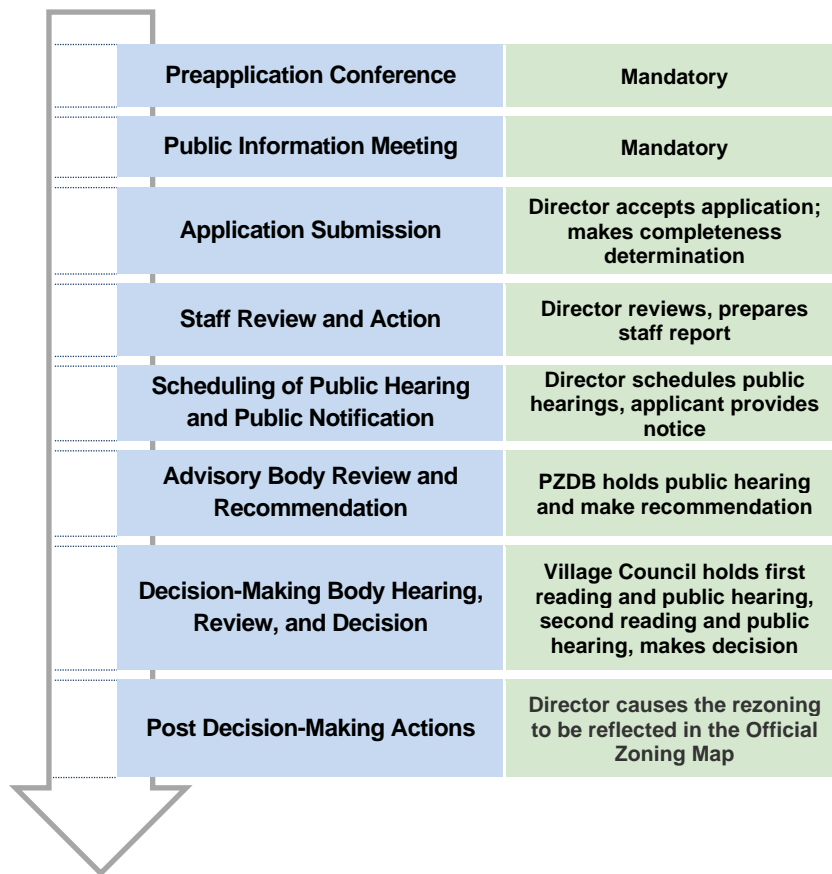 Preapplication Conference
Mandatory
Public Information Meeting
Mandatory
Application Submission
Director accepts application;
makes completeness
determination
Staff Review and Action
Director reviews, prepares
staff report
Scheduling of Public Hearing
and Public Notification
Director schedules public
hearings, applicant provides
notice
Advisory Body Review and
Recommendation
PZDB holds public hearing
and make recommendation
Decision-Making Body Hearing,
Review, and Decision
Village Council holds first
reading and public hearing,
second reading and public
hearing, makes decision
Post Decision-Making Actions
Director causes the rezoning
to be reflected in the Official
Zoning Map